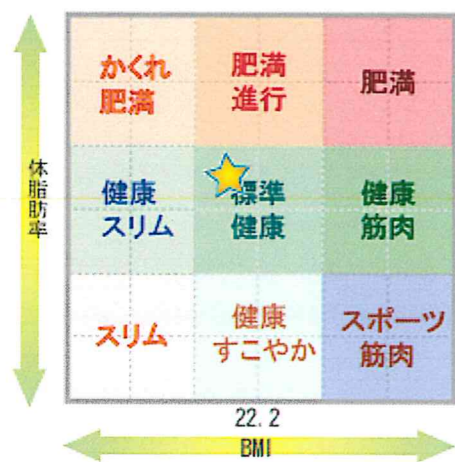 かくれ
肥満
肥満
進行
肥満
体脂肪率
健康
スリム
標準
健康
健康
筋肉
スリム
健康
すこやか
スポーツ
筋肉
22.2
BMI